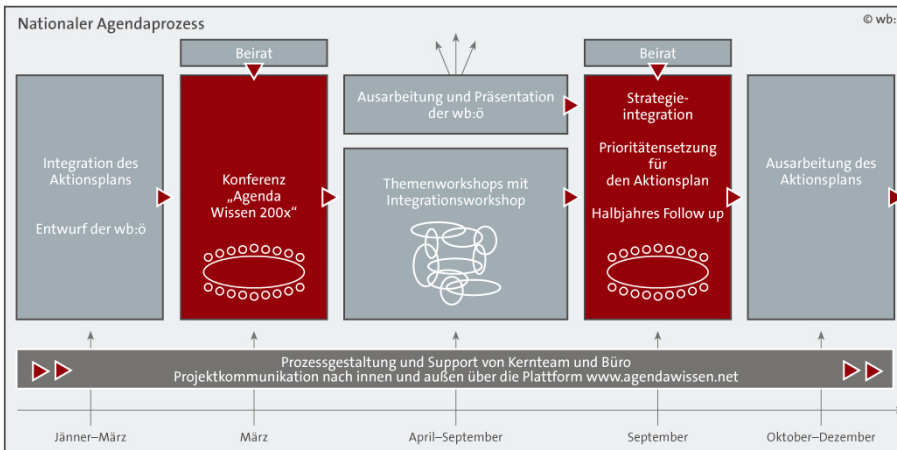 Nationaler Agendaprozess
© wb:
Beirat
Beirat
Integration des
Aktionsplans
Entwurf der wb:ö
Konferenz
„Agenda
Wissen 200x“
Ausarbeitung und Präsentation
der wb:ö
Themenworkshops mit
Integrationsworkshop
Strategie-
integration
Prioritätensetzung
für
den Aktionsplan
Halbjahres Follow up
Ausarbeitung des
Aktionsplans
Prozessgestaltung und Support von Kernteam und Büro
Projektkommunikation nach innen und außen über die Plattform www.agendawissen.net
Jänner–März
März
April–September
September
Oktober–Dezember